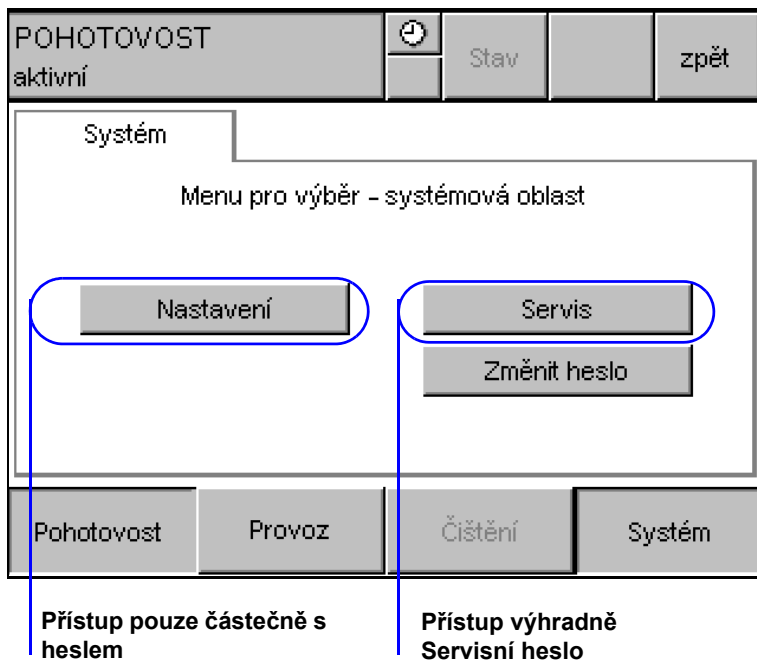 POHOTOVOST
aktivní
Stav
zpět
Systém
Menu pro výběr – systémová oblast
Nastavení
Servis
Změnit heslo
Pohotovost
Provoz
Čištění
Systém
Přístup pouze částečně s
heslem
Přístup výhradně
Servisní heslo